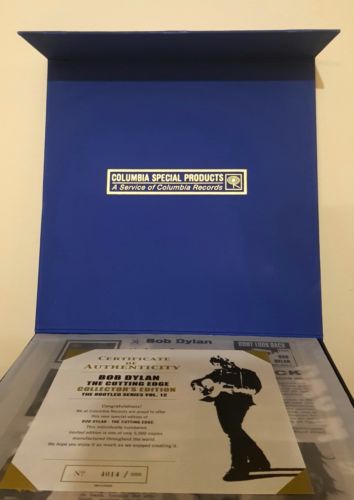 COLUMBIA SPECIAL PRODUCTS
A Service of Columbia Records
Bob Dylan
DONT LOOK BACK
BOB
DYLAN
CERTIFICATE
OF
AUTHENTICITY
BOB DYLAN
THE CUTTING EDGE
COLLECTOR'S EDITION
THE BOOTLEG SERIES VOL. 12
Congratulations!
We at Columbia Records are proud to offer
this new special edition of
BOB DYLAN - THE CUTTING EDGE.
This individually numbered
limited edition is one of only 5,000 copies
manufactured throughout the world.
We hope you enjoy it as much as we enjoyed creating it.
Nº 4014 / 5000